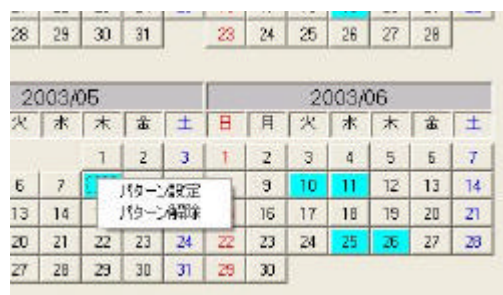 28 29 30 31 23 24 25 26 27 28
2003/05 2003/06
火 水 木 金 土 日 月 火 水 木 金 土
1 2 3 1 2 3 4 5 6 7
6 7 パターン設定 9 10 11 12 13 14
13 14 パターン解除 16 17 18 19 20 21
20 21 22 23 24 22 23 24 25 26 27 28
27 28 29 30 31 29 30